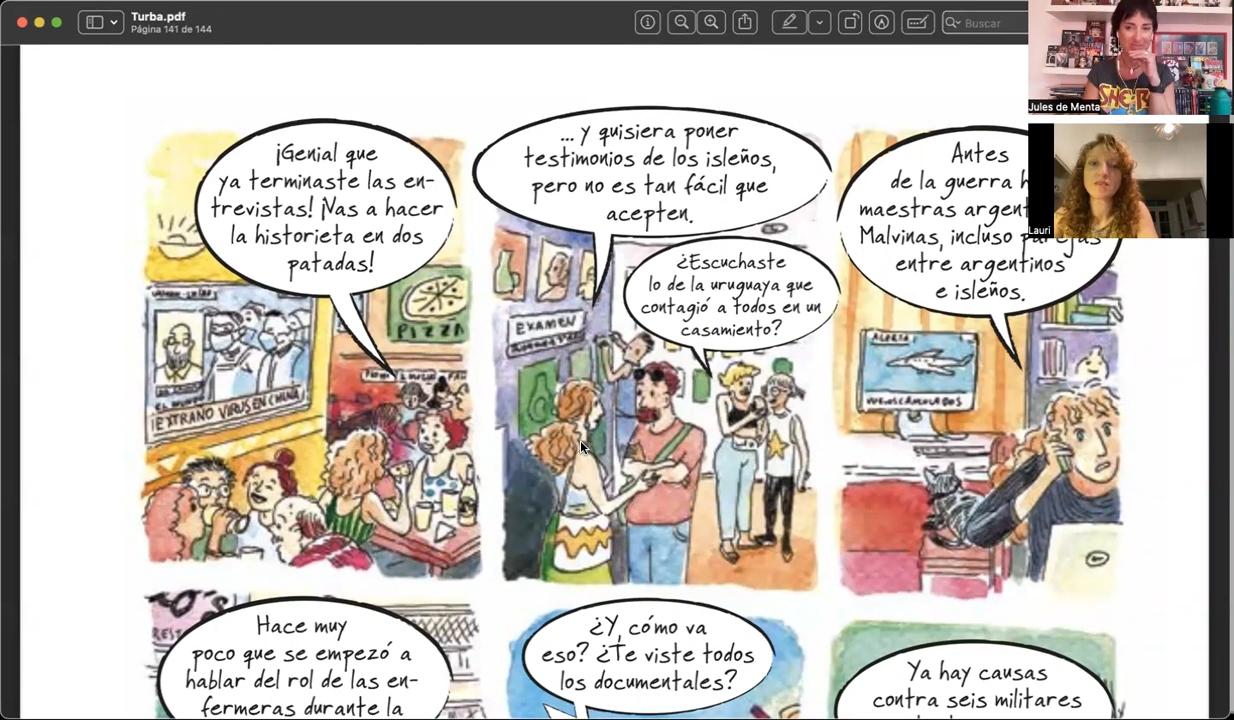 Turba.pdf
Página 141 de 144
Buscar
SHE-R
Jules de Menta
Lauri
¡Genial que
ya terminaste las en-
trevistas! ¡Vas a hacer
la historieta en dos
patadas!
... y quisiera poner
testimonios de los isleños,
pero no es tan fácil que
acepten.
¿Escuchaste
lo de la uruguaya que
contagió a todos en un
casamiento?
Antes
de la guerra h
maestras argent
Malvinas, incluso parejas
entre argentinos
e isleños.
PIZZA
EL MUNDO
EXTRAÑO VIRUS EN CHINA
EXAMEN
ALERTA
VUELOS CANCELADOS
REST
Hace muy
poco que se empezó a
hablar del rol de las en-
fermeras durante la
¿Y, cómo va
eso? ¿Te viste todos
los documentales?
Ya hay causas
contra seis militares